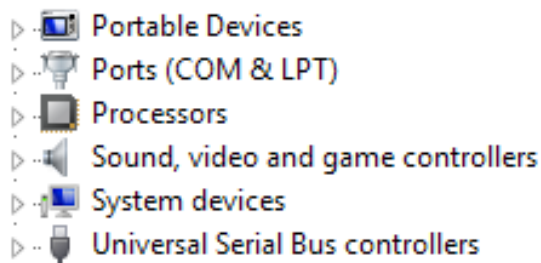 Portable Devices
Ports (COM & LPT)
Processors
Sound, video and game controllers
System devices
Universal Serial Bus controllers